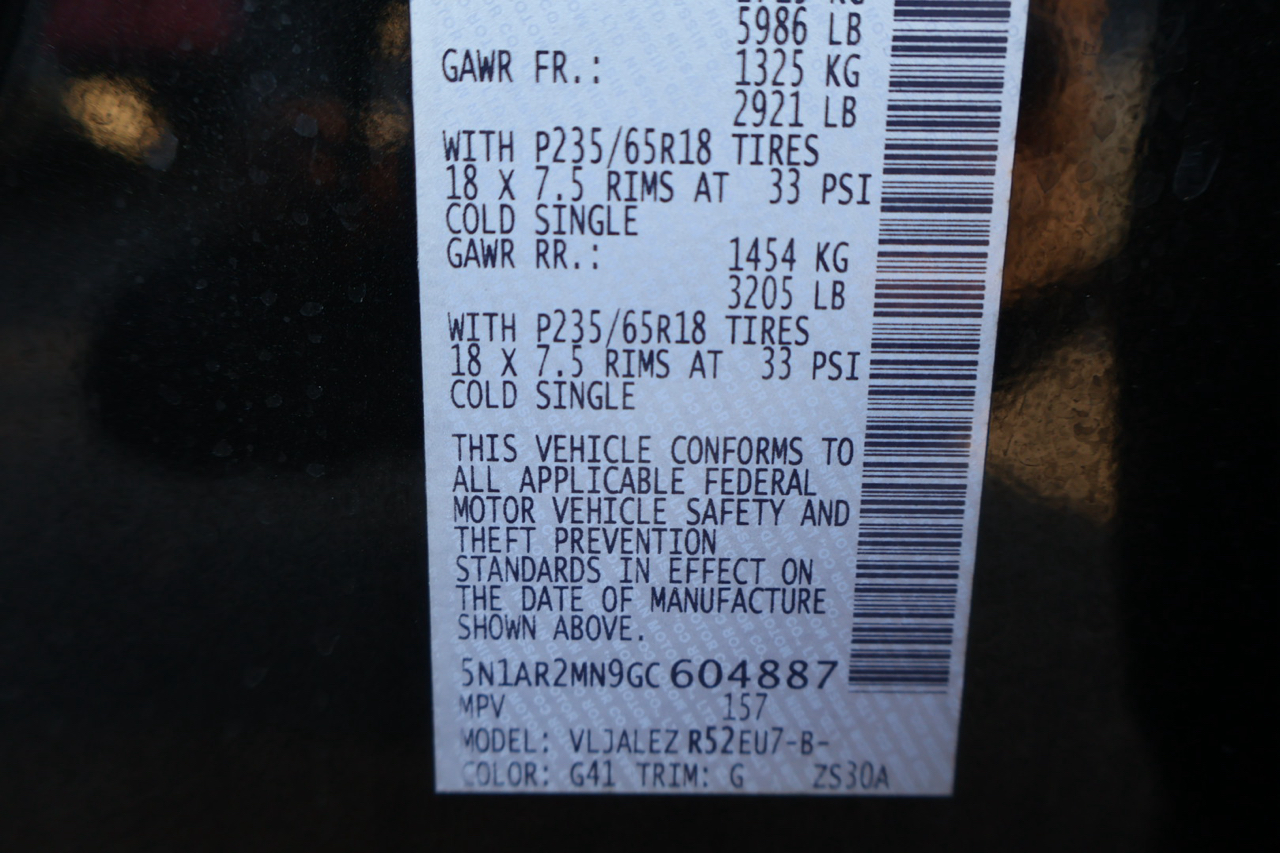 5986 LB
GAWR FR.: 1325 KG
2921 LB
WITH P235/65R18 TIRES
18 X 7.5 RIMS AT 33 PSI
COLD SINGLE
GAWR RR.: 1454 KG
3205 LB
WITH P235/65R18 TIRES
18 X 7.5 RIMS AT 33 PSI
COLD SINGLE
THIS VEHICLE CONFORMS TO
ALL APPLICABLE FEDERAL
MOTOR VEHICLE SAFETY AND
THEFT PREVENTION
STANDARDS IN EFFECT ON
THE DATE OF MANUFACTURE
SHOWN ABOVE.
5N1AR2MN9GC604887
MPV 157
MODEL: VLJALEZ R52EU7-B-
COLOR: G41 TRIM: G ZS30A